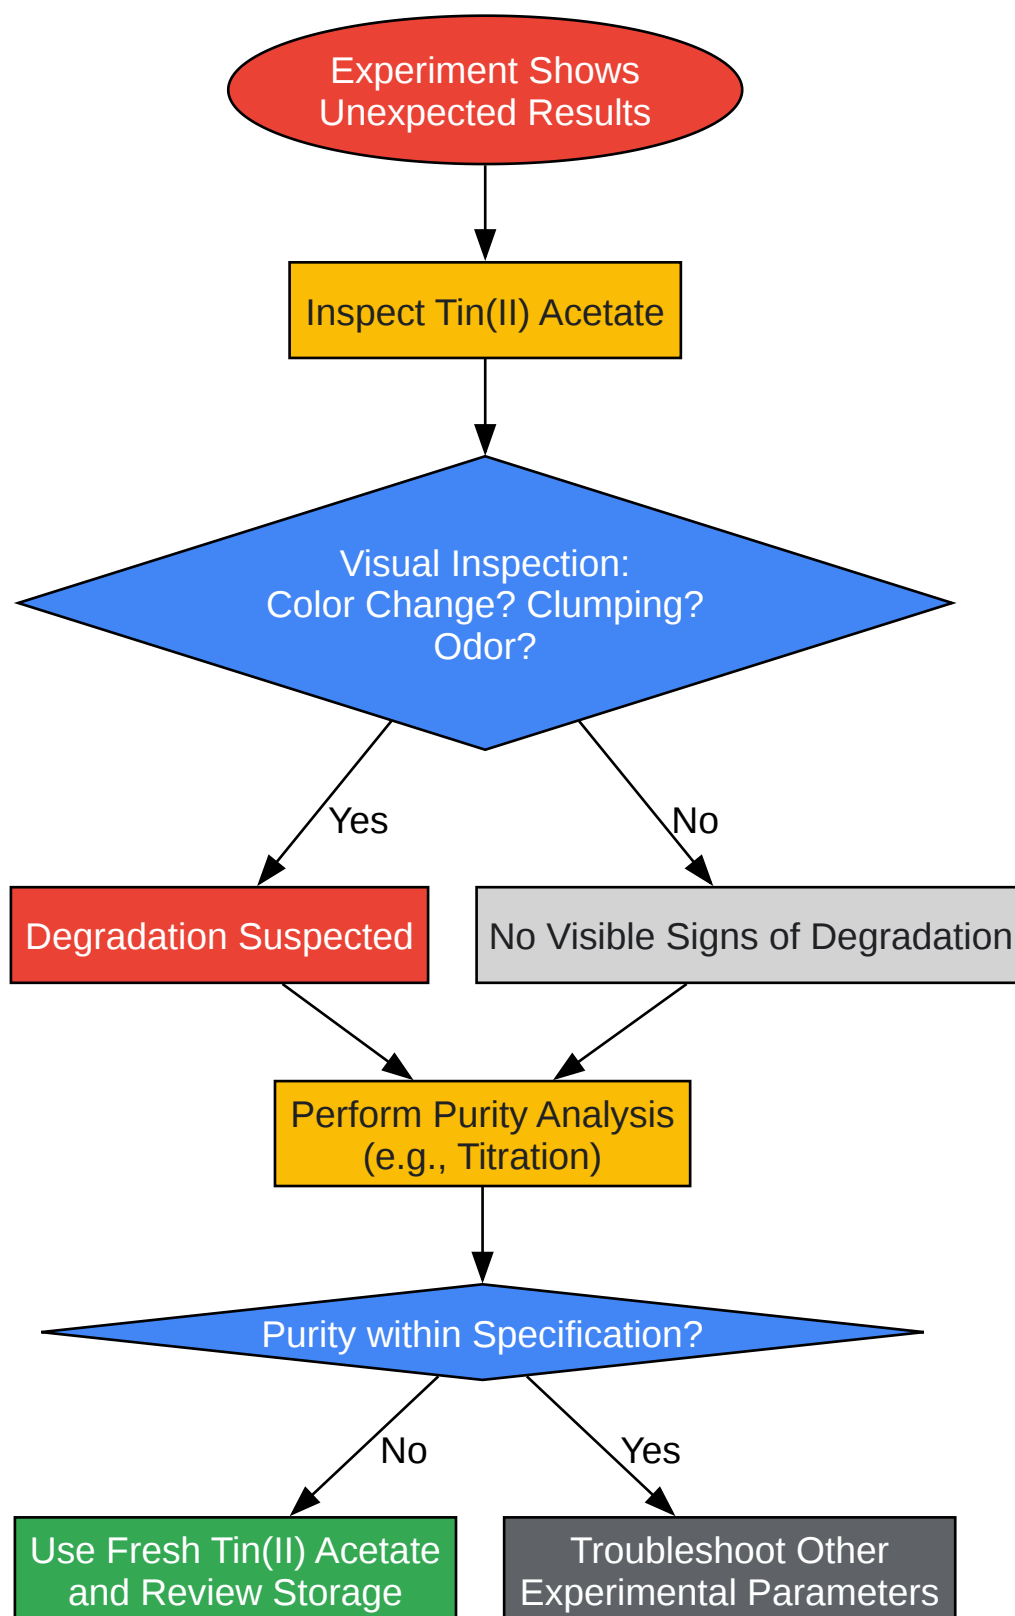 Experiment Shows
Unexpected Results
Inspect Tin(II) Acetate
Visual Inspection:
Color Change? Clumping?
Odor?
Yes
No
Degradation Suspected
No Visible Signs of Degradation
Perform Purity Analysis
(e.g., Titration)
Purity within Specification?
No
Yes
Use Fresh Tin(II) Acetate
and Review Storage
Troubleshoot Other
Experimental Parameters